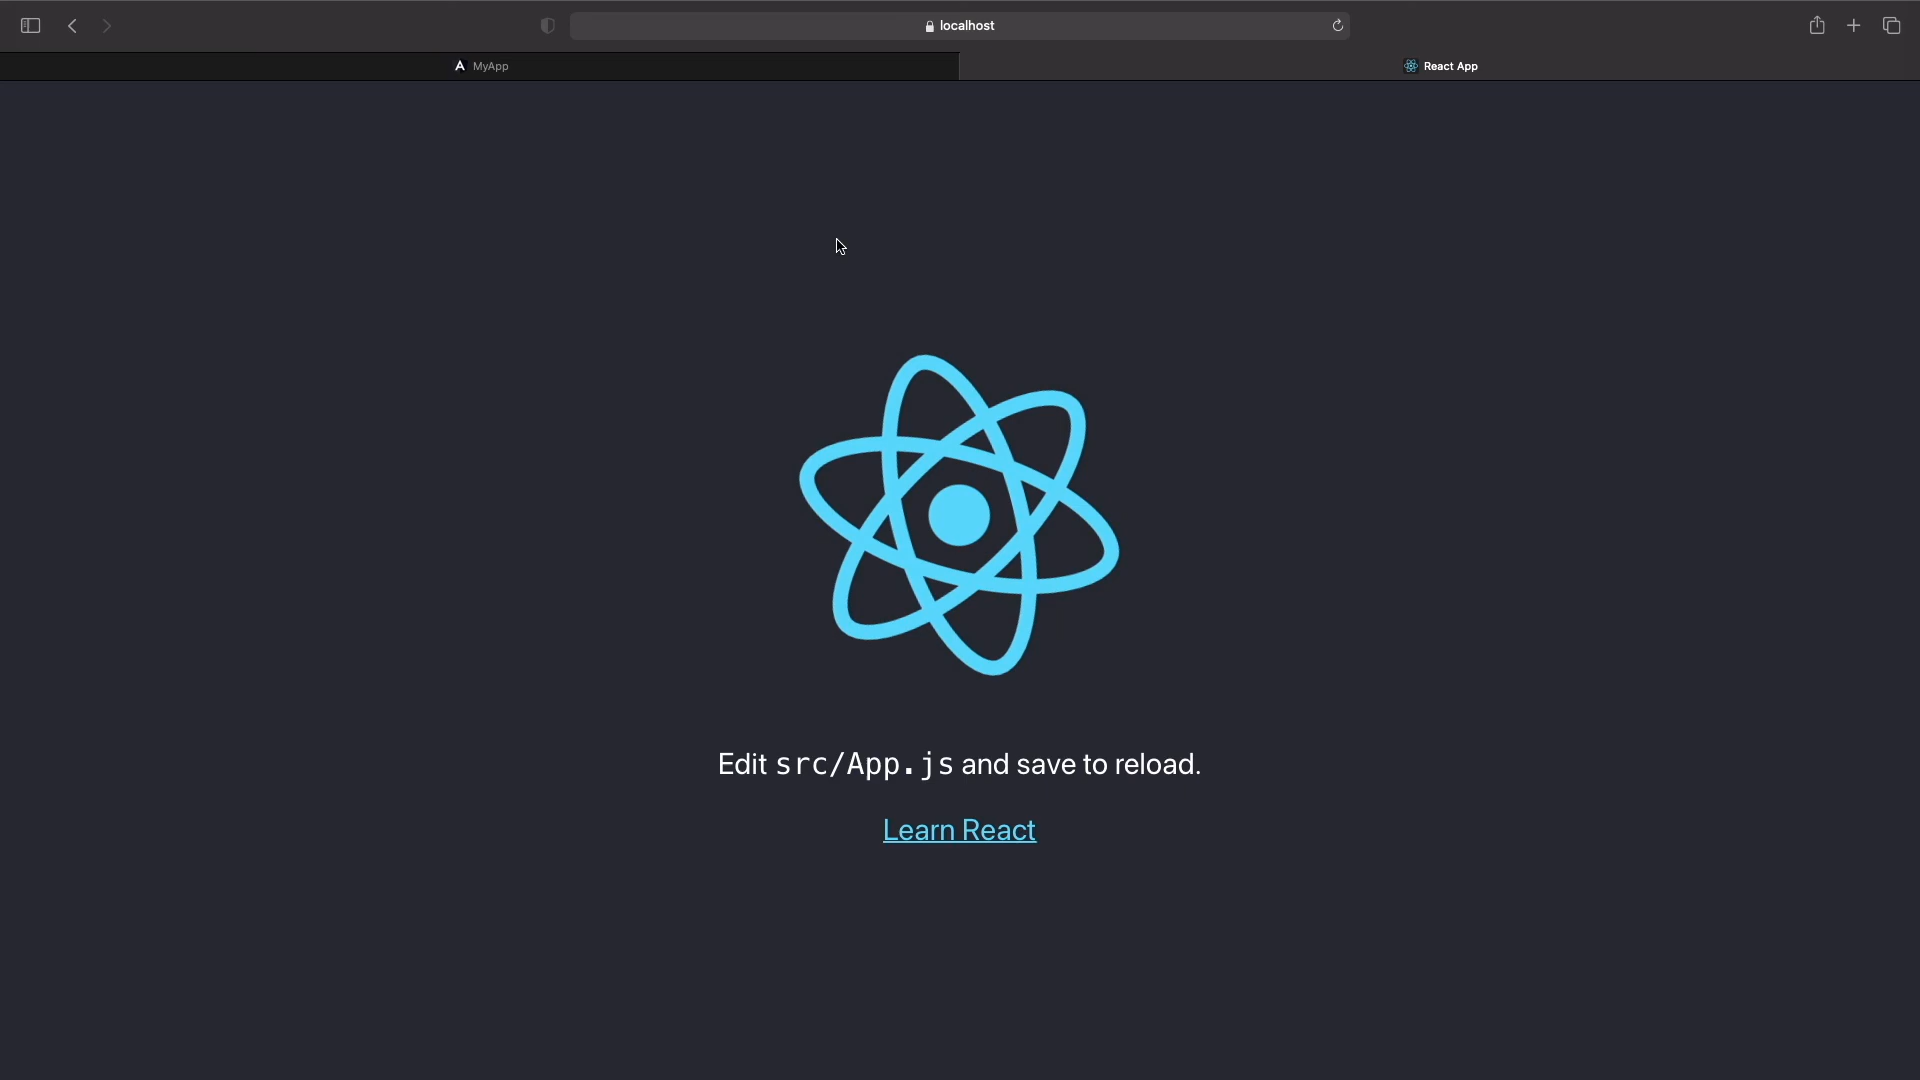 localhost
MyApp
React App
Edit src/App.js and save to reload.
Learn React